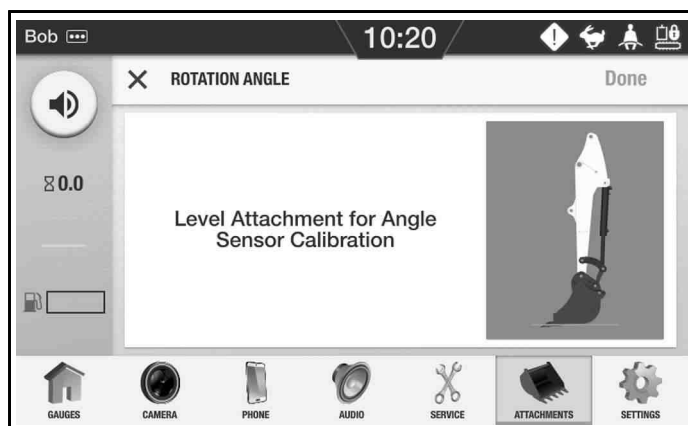 Bob
10:20
ROTATION ANGLE
Done
0.0
Level Attachment for Angle
Sensor Calibration
GAUGES
CAMERA
PHONE
AUDIO
SERVICE
ATTACHMENTS
SETTINGS